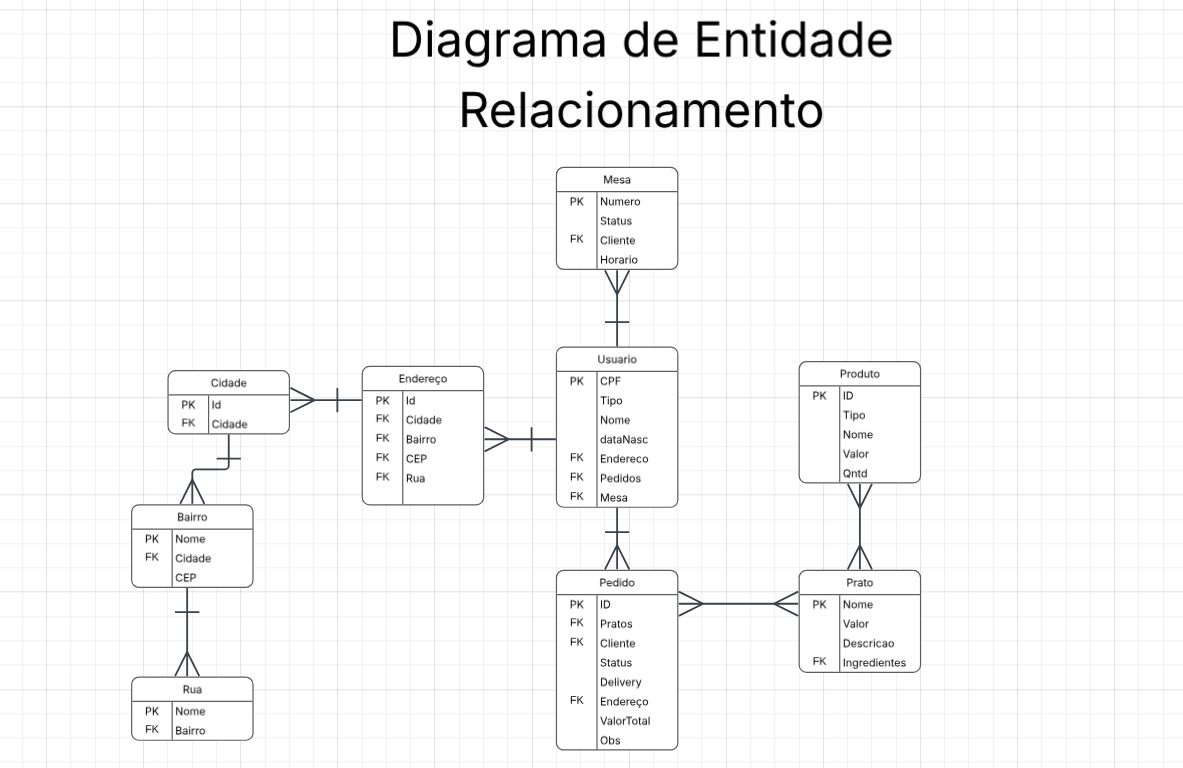 Diagrama de Entidade
Relacionamento
Mesa
PK Numero
Status
FK Cliente
Horario
Usuario
PK CPF
Tipo
Nome
dataNasc
FK Endereco
FK Pedidos
FK Mesa
Produto
PK ID
Tipo
Nome
Valor
Qntd
Endereço
PK Id
FK Cidade
FK Bairro
FK CEP
FK Rua
Cidade
PK Id
FK Cidade
Bairro
PK Nome
FK Cidade
CEP
Pedido
PK ID
FK Pratos
FK Cliente
Status
Delivery
FK Endereço
ValorTotal
Obs
Prato
PK Nome
Valor
Descricao
FK Ingredientes
Rua
PK Nome
FK Bairro